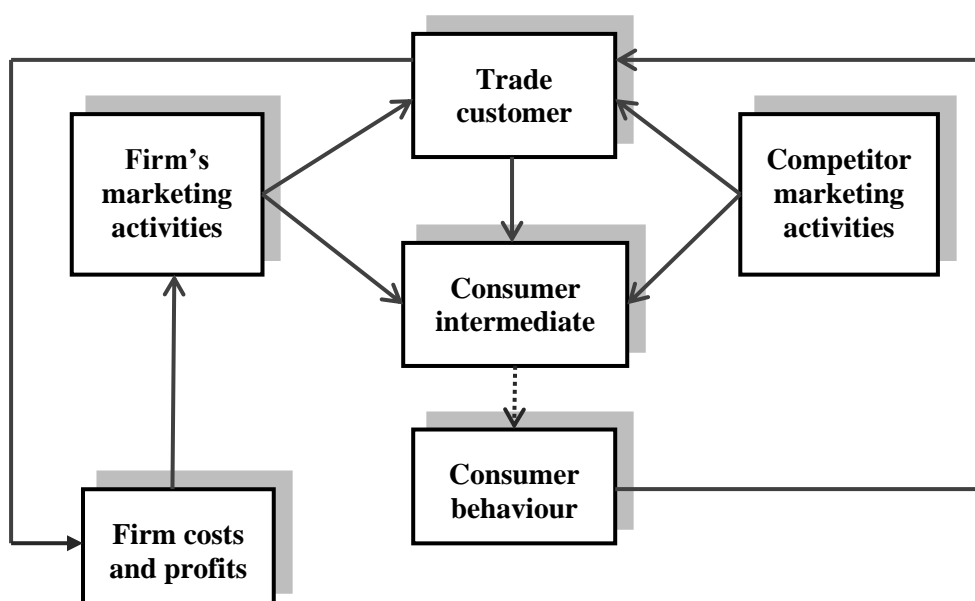 Trade
customer
Firm's
marketing
activities
Competitor
marketing
activities
Consumer
intermediate
Consumer
behaviour
Firm costs
and profits